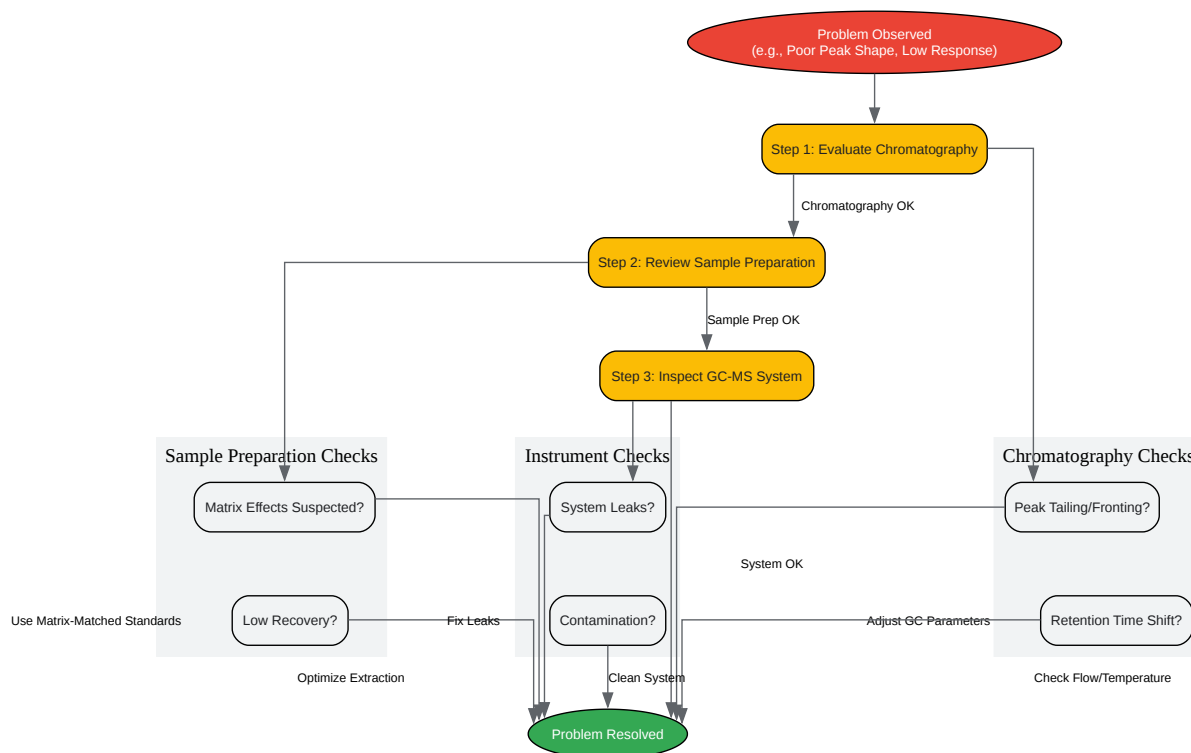 Problem Observed
(e.g., Poor Peak Shape, Low Response)
Step 1: Evaluate Chromatography
Chromatography OK
Step 2: Review Sample Preparation
Sample Prep OK
Step 3: Inspect GC-MS System
Sample Preparation Checks
Instrument Checks
Chromatography Checks
Matrix Effects Suspected?
System Leaks?
Peak Tailing/Fronting?
System OK
Use Matrix-Matched Standards
Low Recovery?
Fix Leaks
Contamination?
Adjust GC Parameters
Retention Time Shift?
Optimize Extraction
Clean System
Check Flow/Temperature
Problem Resolved